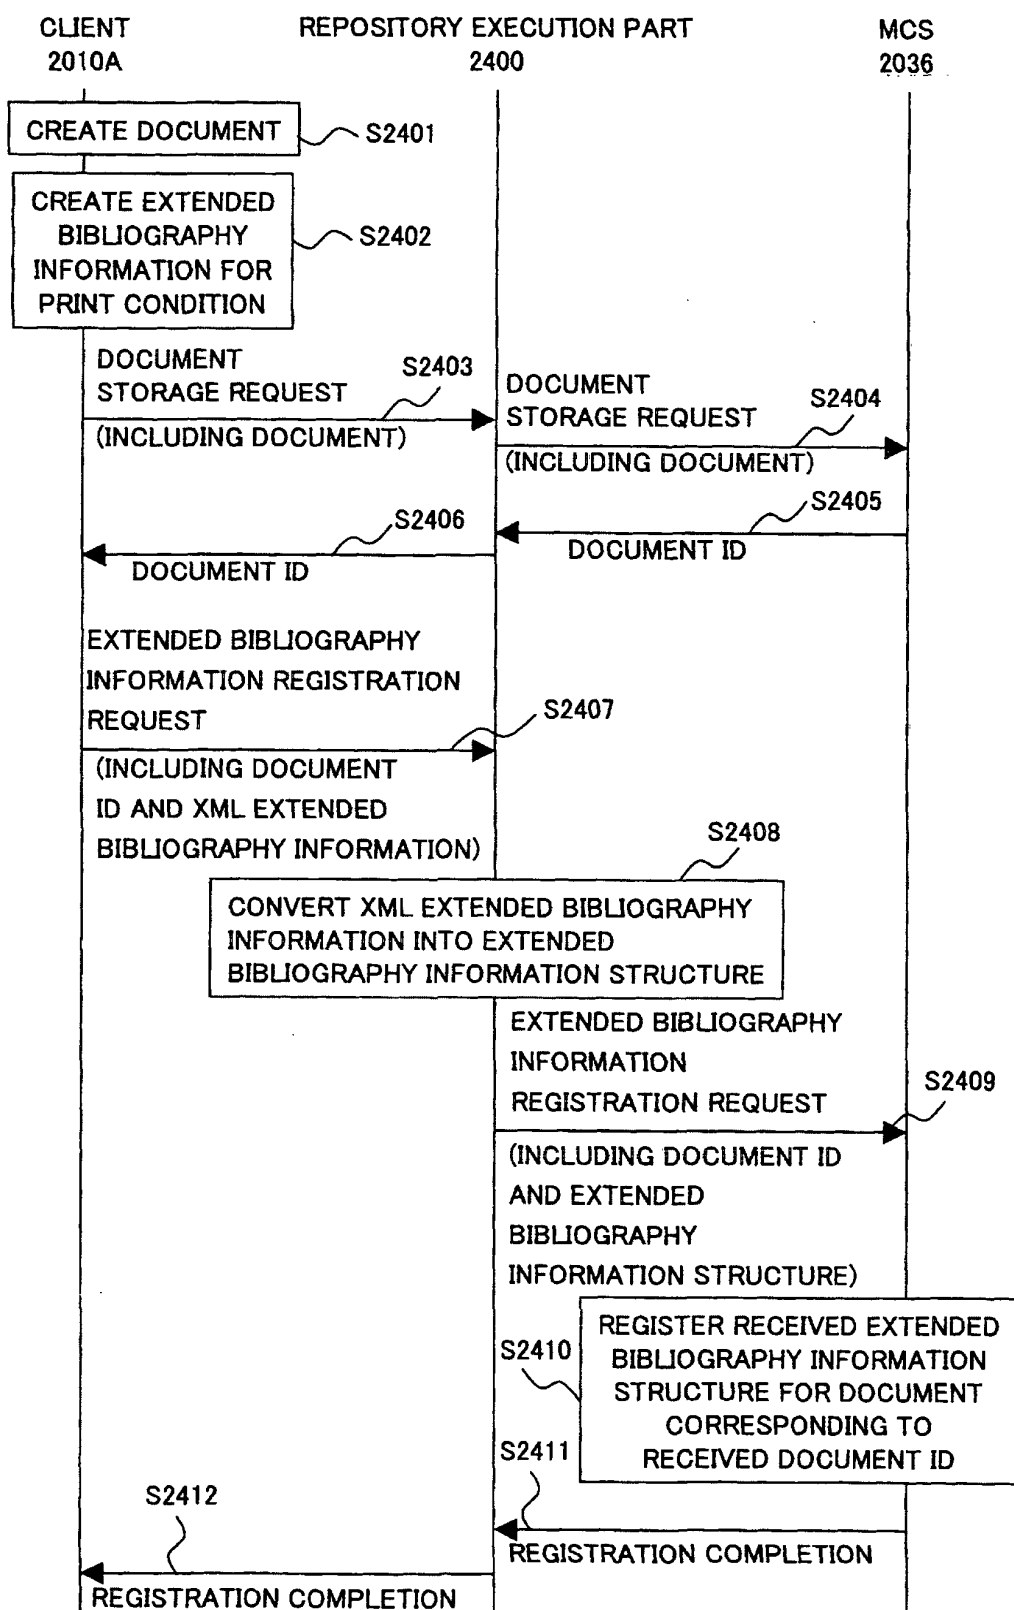 CLIENT
2010A
REPOSITORY EXECUTION PART
2400
MCS
2036
CREATE DOCUMENT
S2401
CREATE EXTENDED
BIBLIOGRAPHY
INFORMATION FOR
PRINT CONDITION
S2402
DOCUMENT
STORAGE REQUEST
S2403
(INCLUDING DOCUMENT)
DOCUMENT
STORAGE REQUEST
S2404
(INCLUDING DOCUMENT)
S2405
DOCUMENT ID
S2406
DOCUMENT ID
EXTENDED BIBLIOGRAPHY
INFORMATION REGISTRATION
REQUEST
S2407
(INCLUDING DOCUMENT
ID AND XML EXTENDED
BIBLIOGRAPHY INFORMATION)
S2408
CONVERT XML EXTENDED BIBLIOGRAPHY
INFORMATION INTO EXTENDED
BIBLIOGRAPHY INFORMATION STRUCTURE
EXTENDED BIBLIOGRAPHY
INFORMATION
REGISTRATION REQUEST
S2409
(INCLUDING DOCUMENT ID
AND EXTENDED
BIBLIOGRAPHY
INFORMATION STRUCTURE)
S2410
REGISTER RECEIVED EXTENDED
BIBLIOGRAPHY INFORMATION
STRUCTURE FOR DOCUMENT
CORRESPONDING TO
RECEIVED DOCUMENT ID
S2411
REGISTRATION COMPLETION
S2412
REGISTRATION COMPLETION